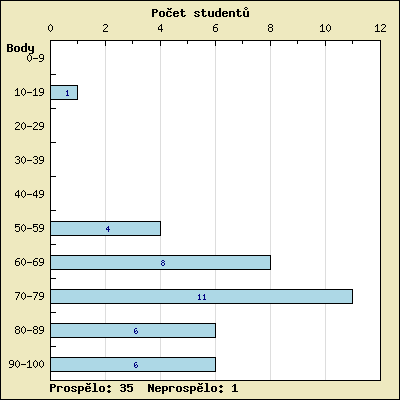 Počet studentů
0 2 4 6 8 10 12
Body
0-9
10-19 1
20-29
30-39
40-49
50-59 4
60-69 8
70-79 11
80-89 6
90-100 6
Prospělo: 35 Neprospělo: 1